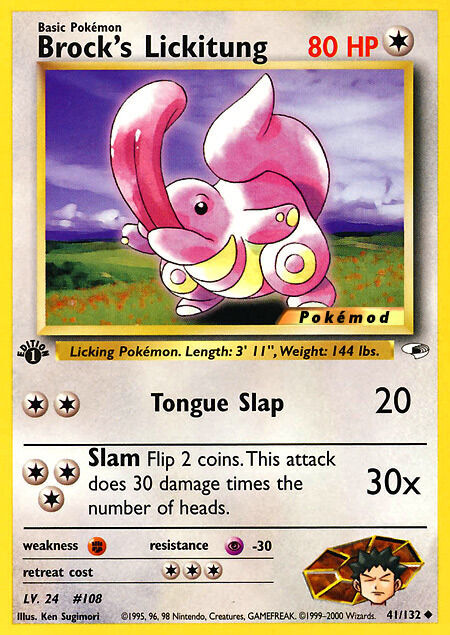 Basic Pokémon
Brock's Lickitung 80 HP
Pokémod
EDITION 1
Licking Pokémon. Length: 3' 11", Weight: 144 lbs.
Tongue Slap 20
Slam Flip 2 coins. This attack
does 30 damage times the
number of heads.
30x
weakness resistance -30
retreat cost
LV. 24 #108
Illus. Ken Sugimori ©1995, 96, 98 Nintendo, Creatures, GAMEFREAK. ©1999-2000 Wizards. 41/132